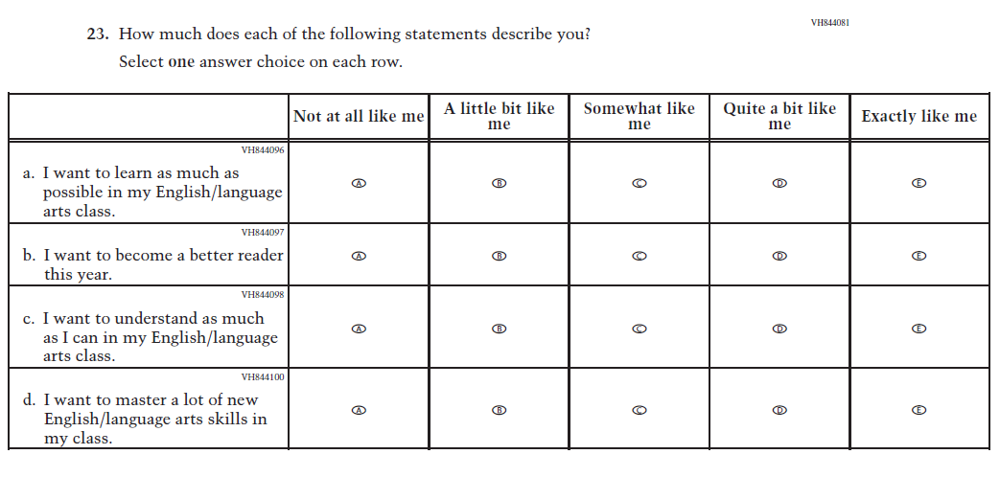 VH844081
23. How much does each of the following statements describe you?
Select one answer choice on each row.
Not at all like me
A little bit like
me
Somewhat like
me
Quite a bit like
me
Exactly like me
VH844096
a. I want to learn as much as
possible in my English/language
arts class.
A B C D E
VH844097
b. I want to become a better reader
this year.
A B C D E
VH844098
c. I want to understand as much
as I can in my English/language
arts class.
A B C D E
VH844100
d. I want to master a lot of new
English/language arts skills in
my class.
A B C D E